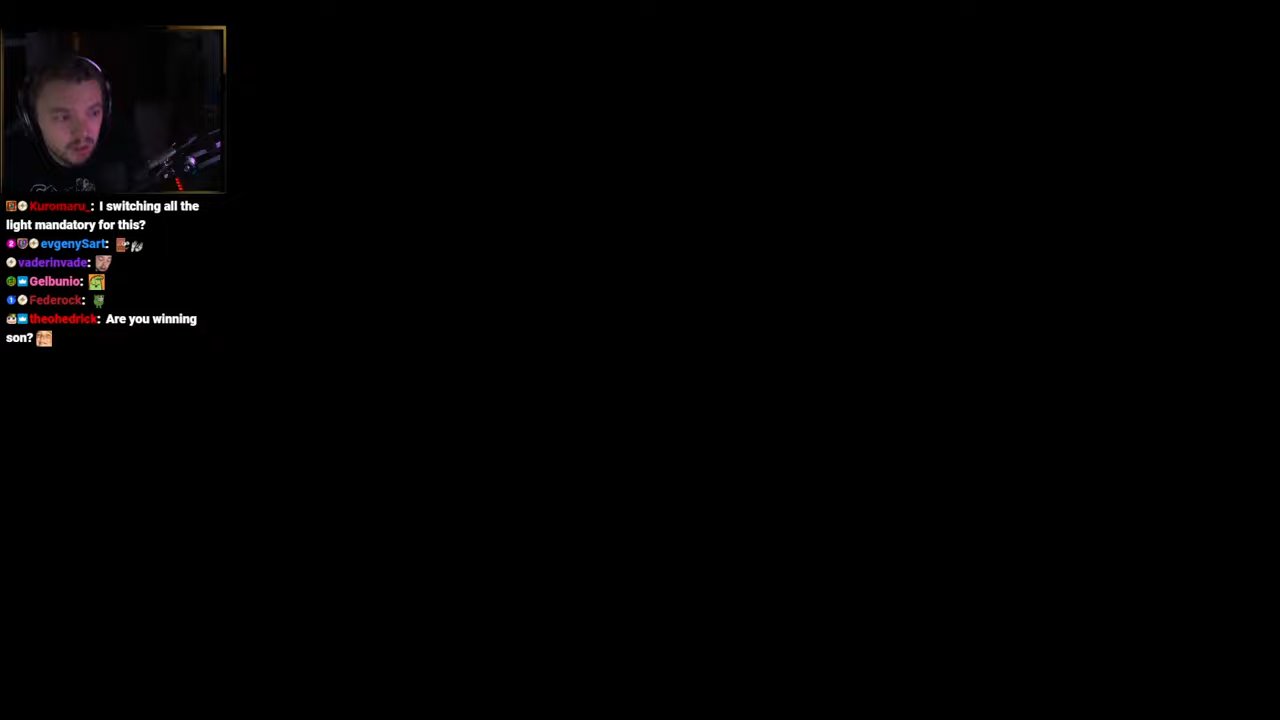 Kuromaru_: I switching all the
light mandatory for this?
evgenySart:
vaderinvade:
Gelbunio:
Federock:
theohedrick: Are you winning
son?